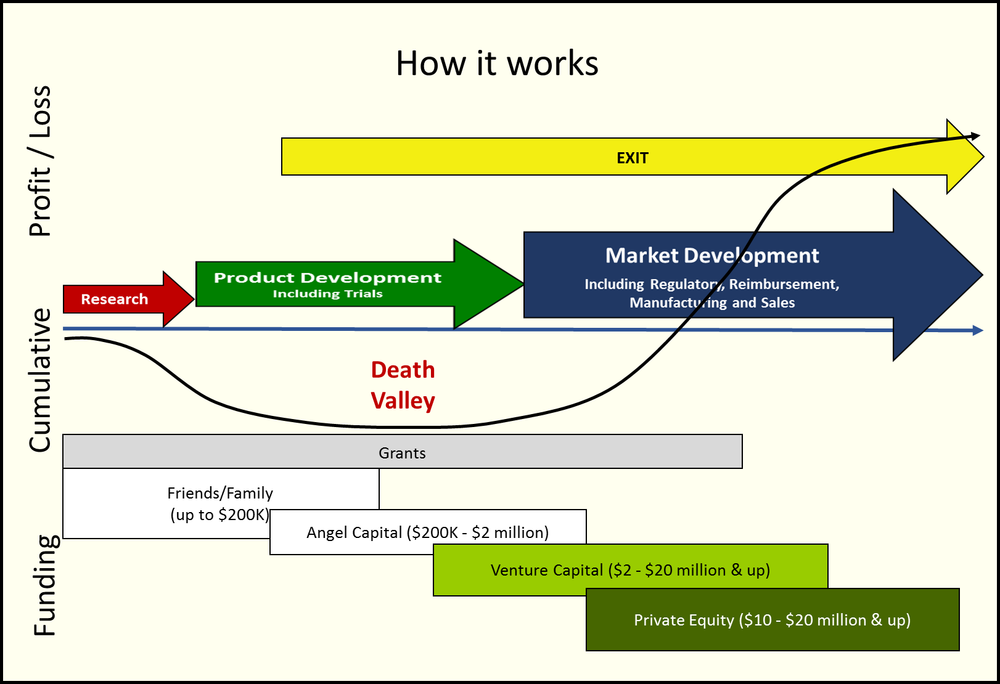 How it works
Profit / Loss
EXIT
Market Development
Including Regulatory, Reimbursement,
Manufacturing and Sales
Product Development
Including Trials
Research
Cumulative
Death
Valley
Grants
Friends/Family
(up to $200K)
Angel Capital ($200K - $2 million)
Funding
Venture Capital ($2 - $20 million & up)
Private Equity ($10 - $20 million & up)